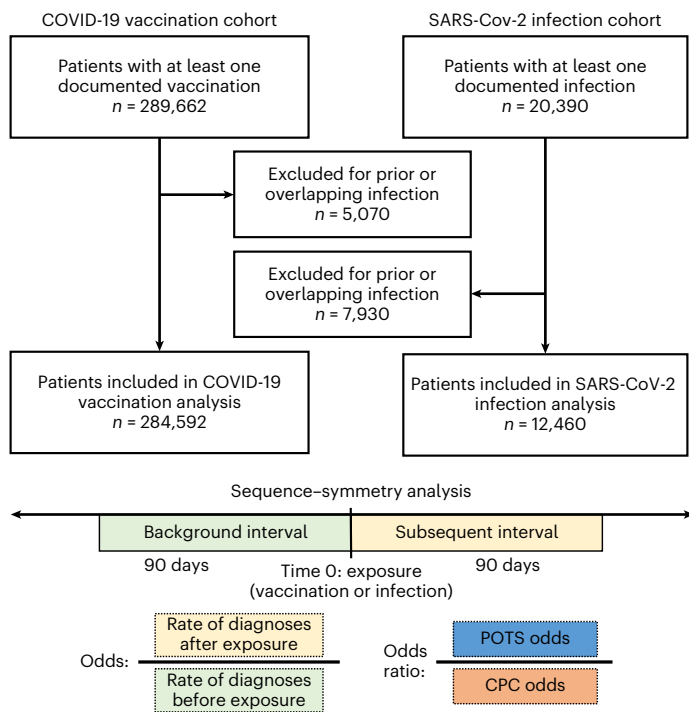 COVID-19 vaccination cohort
SARS-Cov-2 infection cohort
Patients with at least one
documented vaccination
n = 289,662
Patients with at least one
documented infection
n = 20,390
Excluded for prior or
overlapping infection
n = 5,070
Excluded for prior or
overlapping infection
n = 7,930
Patients included in COVID-19
vaccination analysis
n = 284,592
Patients included in SARS-CoV-2
infection analysis
n = 12,460
Sequence–symmetry analysis
Background interval
Subsequent interval
90 days
Time 0: exposure
(vaccination or infection)
90 days
Odds:
Rate of diagnoses
after exposure
Rate of diagnoses
before exposure
Odds
ratio:
POTS odds
CPC odds